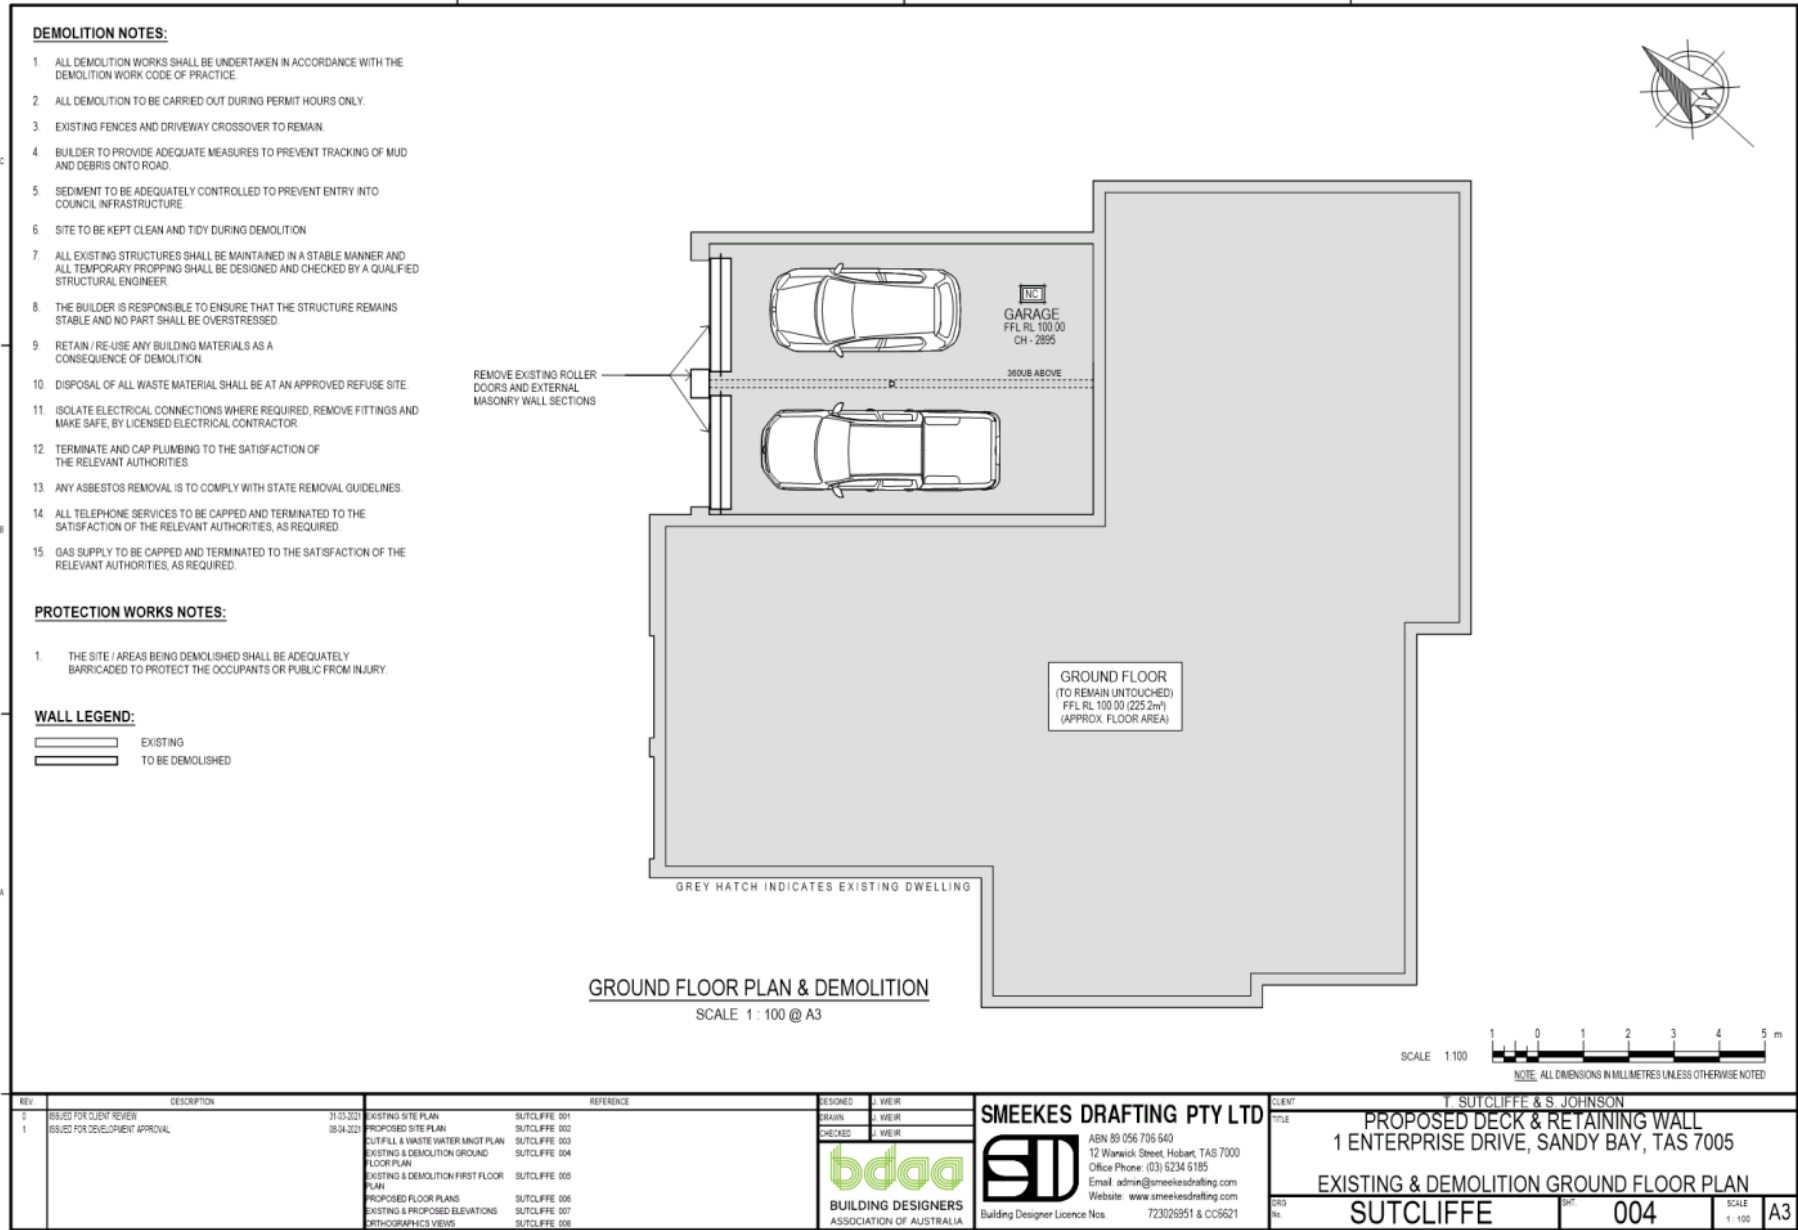 DEMOLITION NOTES:
1. ALL DEMOLITION WORKS SHALL BE UNDERTAKEN IN ACCORDANCE WITH THE
DEMOLITION WORK CODE OF PRACTICE.
2. ALL DEMOLITION TO BE CARRIED OUT DURING PERMIT HOURS ONLY.
3. EXISTING FENCES AND DRIVEWAY CROSSOVER TO REMAIN.
4. BUILDER TO PROVIDE ADEQUATE MEASURES TO PREVENT TRACKING OF MUD
AND DEBRIS ONTO ROAD.
5. SEDIMENT TO BE ADEQUATELY CONTROLLED TO PREVENT ENTRY INTO
COUNCIL INFRASTRUCTURE.
6. SITE TO BE KEPT CLEAN AND TIDY DURING DEMOLITION
7. ALL EXISTING STRUCTURES SHALL BE MAINTAINED IN A STABLE MANNER AND
ALL TEMPORARY PROPPING SHALL BE DESIGNED AND CHECKED BY A QUALIFIED
STRUCTURAL ENGINEER.
8. THE BUILDER IS RESPONSIBLE TO ENSURE THAT THE STRUCTURE REMAINS
STABLE AND NO PART SHALL BE OVERSTRESSED.
9. RETAIN / RE-USE ANY BUILDING MATERIALS AS A
CONSEQUENCE OF DEMOLITION.
10. DISPOSAL OF ALL WASTE MATERIAL SHALL BE AT AN APPROVED REFUSE SITE.
11. ISOLATE ELECTRICAL CONNECTIONS WHERE REQUIRED, REMOVE FITTINGS AND
MAKE SAFE, BY LICENSED ELECTRICAL CONTRACTOR.
12. TERMINATE AND CAP PLUMBING TO THE SATISFACTION OF
THE RELEVANT AUTHORITIES.
13. ANY ASBESTOS REMOVAL IS TO COMPLY WITH STATE REMOVAL GUIDELINES.
14. ALL TELEPHONE SERVICES TO BE CAPPED AND TERMINATED TO THE
SATISFACTION OF THE RELEVANT AUTHORITIES, AS REQUIRED.
15. GAS SUPPLY TO BE CAPPED AND TERMINATED TO THE SATISFACTION OF THE
RELEVANT AUTHORITIES, AS REQUIRED.
PROTECTION WORKS NOTES:
1. THE SITE / AREAS BEING DEMOLISHED SHALL BE ADEQUATELY
BARRICADED TO PROTECT THE OCCUPANTS OR PUBLIC FROM INJURY.
WALL LEGEND:
EXISTING
TO BE DEMOLISHED
C
B
A
N
REMOVE EXISTING ROLLER
DOORS AND EXTERNAL
MASONRY WALL SECTIONS
NC
GARAGE
FFL RL 100.00
CH - 2895
360UB ABOVE
GROUND FLOOR
(TO REMAIN UNTOUCHED)
FFL RL 100.00 (225.2m²)
(APPROX. FLOOR AREA)
GREY HATCH INDICATES EXISTING DWELLING
GROUND FLOOR PLAN & DEMOLITION
SCALE 1 : 100 @ A3
1 0 1 2 3 4 5 m
SCALE 1:100
NOTE: ALL DIMENSIONS IN MILLIMETRES UNLESS OTHERWISE NOTED
REV. DESCRIPTION
0 ISSUED FOR CLIENT REVIEW 31-03-2021
1 ISSUED FOR DEVELOPMENT APPROVAL 08-04-2021
REFERENCE
EXISTING SITE PLAN SUTCLIFFE 001
PROPOSED SITE PLAN SUTCLIFFE 002
CUT/FILL & WASTE WATER MNGT PLAN SUTCLIFFE 003
EXISTING & DEMOLITION GROUND SUTCLIFFE 004
FLOOR PLAN
EXISTING & DEMOLITION FIRST FLOOR SUTCLIFFE 005
PLAN
PROPOSED FLOOR PLANS SUTCLIFFE 006
EXISTING & PROPOSED ELEVATIONS SUTCLIFFE 007
ORTHOGRAPHICS VIEWS SUTCLIFFE 008
DESIGNED J. WEIR
DRAWN J. WEIR
CHECKED J. WEIR
bdaa
BUILDING DESIGNERS
ASSOCIATION OF AUSTRALIA
SMEEKES DRAFTING PTY LTD
SD
ABN 89 056 706 640
12 Warwick Street, Hobart, TAS 7000
Office Phone: (03) 6234 6185
Email: admin@smeekesdrafting.com
Website: www.smeekesdrafting.com
Building Designer Licence Nos. 723026951 & CC6621
CLIENT T. SUTCLIFFE & S. JOHNSON
TITLE PROPOSED DECK & RETAINING WALL
1 ENTERPRISE DRIVE, SANDY BAY, TAS 7005
EXISTING & DEMOLITION GROUND FLOOR PLAN
DRG No. SUTCLIFFE
SHT. 004
SCALE 1 : 100
A3